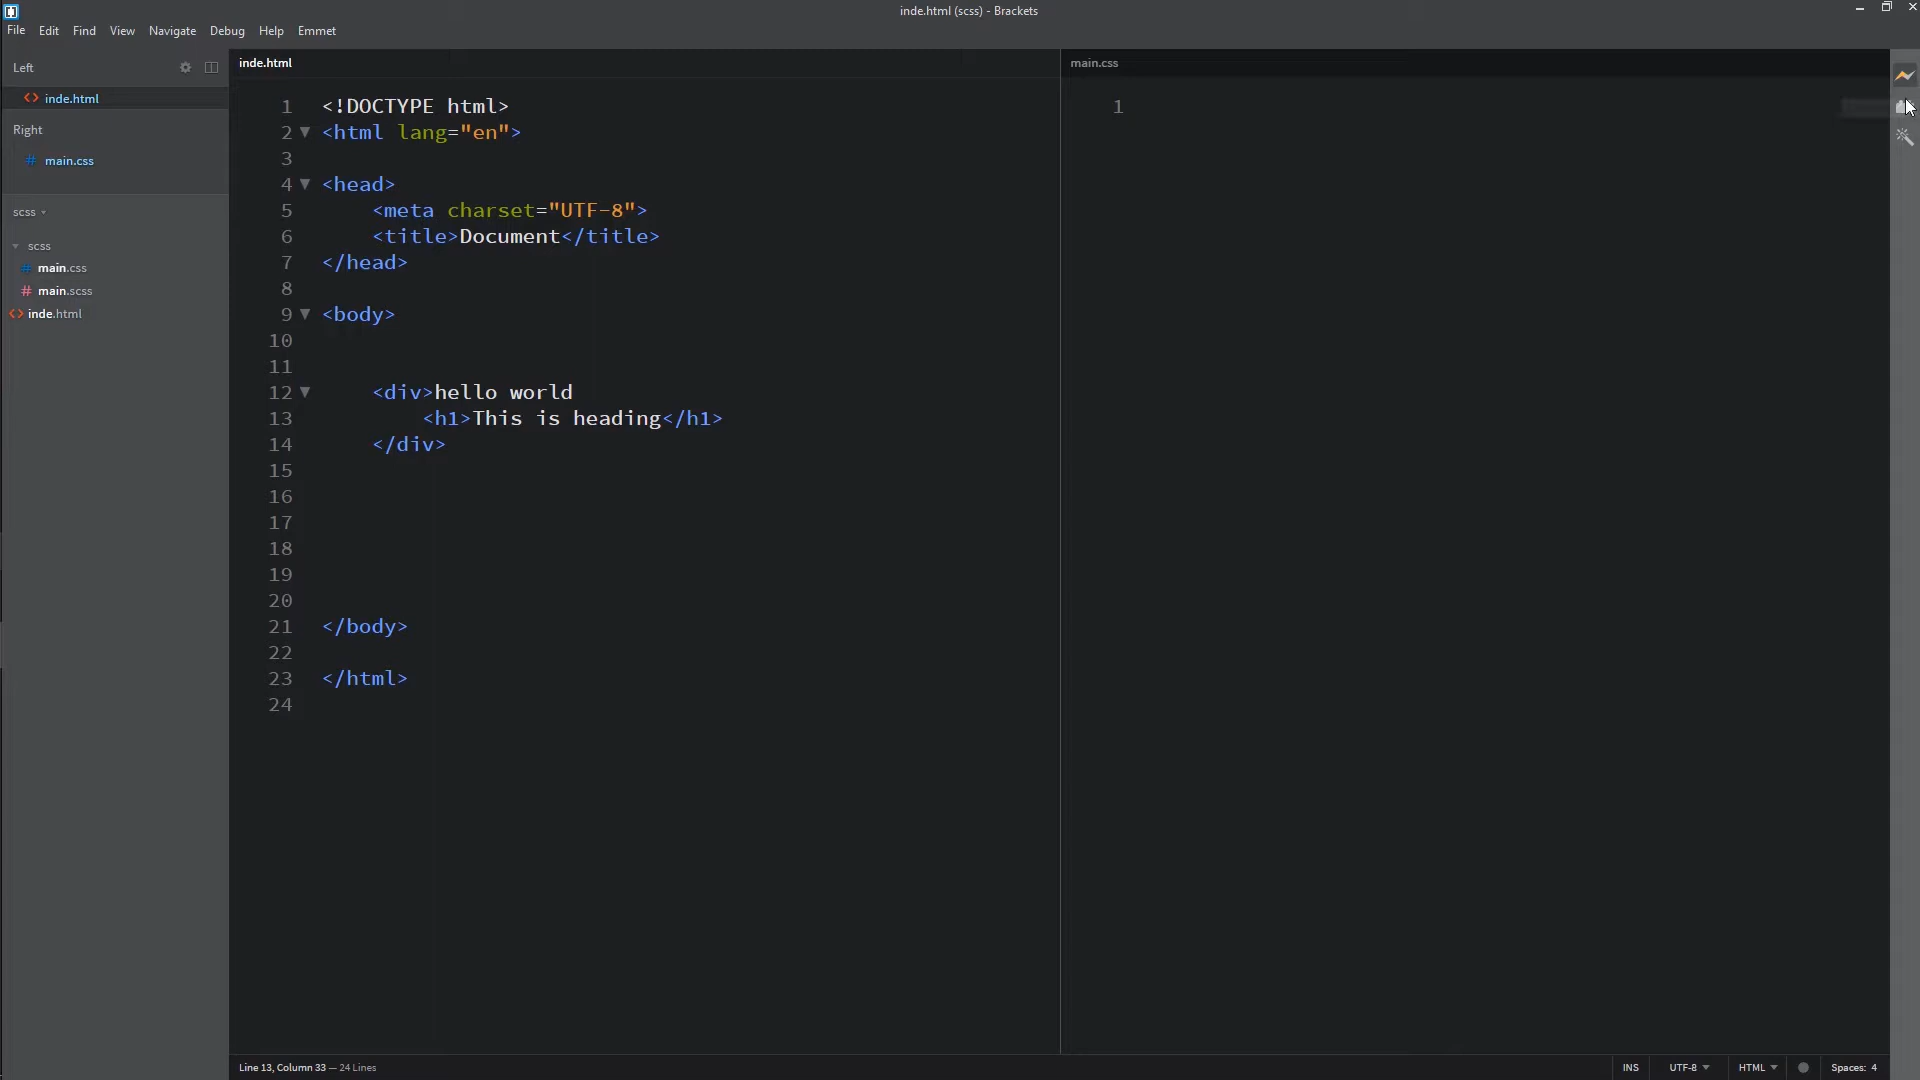 inde.html (scss) - Brackets
File Edit Find View Navigate Debug Help Emmet
Left
inde.html
Right
main.css
scss
scss
main.css
main.scss
inde.html
inde.html
1 <!DOCTYPE html>
2 <html lang="en">
3
4 <head>
5 <meta charset="UTF-8">
6 <title>Document</title>
7 </head>
8
9 <body>
10
11
12 <div>hello world
13 <h1>This is heading</h1>
14 </div>
15
16
17
18
19
20
21 </body>
22
23 </html>
24
main.css
1
Line 13, Column 33 — 24 Lines
INS UTF-8 HTML Spaces: 4